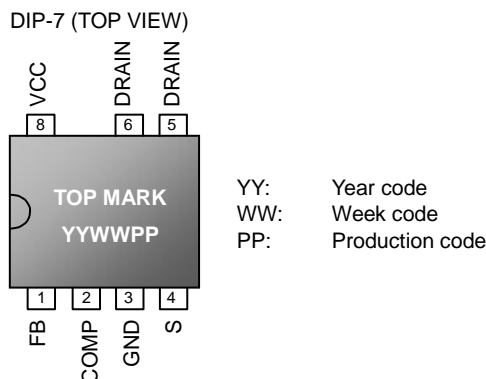 DIP-7 (TOP VIEW)
VCC DRAIN DRAIN
8 6 5
TOP MARK
YYWWPP
YY: Year code
WW: Week code
PP: Production code
1 2 3 4
FB COMP GND S